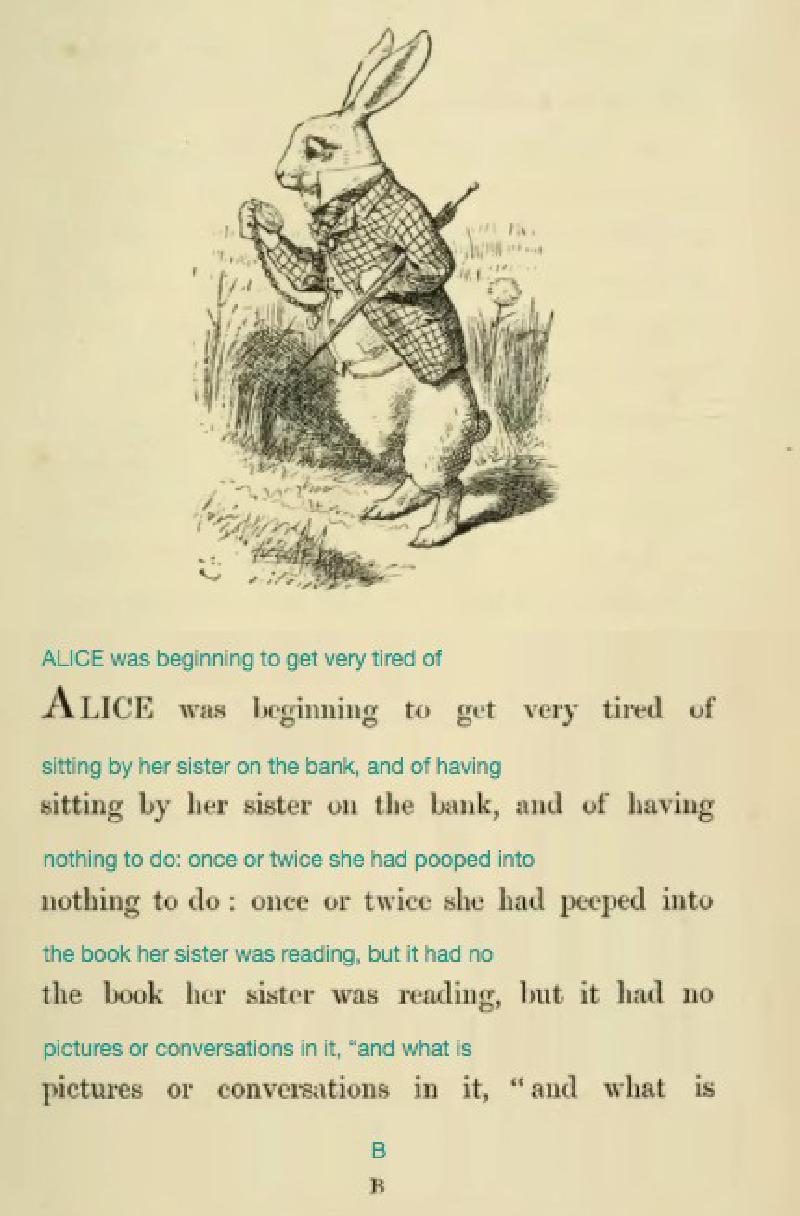 ALICE was beginning to get very tired of
ALICE was beginning to get very tired of
sitting by her sister on the bank, and of having
sitting by her sister on the bank, and of having
nothing to do: once or twice she had pooped into
nothing to do : once or twice she had peeped into
the book her sister was reading, but it had no
the book her sister was reading, but it had no
pictures or conversations in it, “and what is
pictures or conversations in it, “and what is
B
B